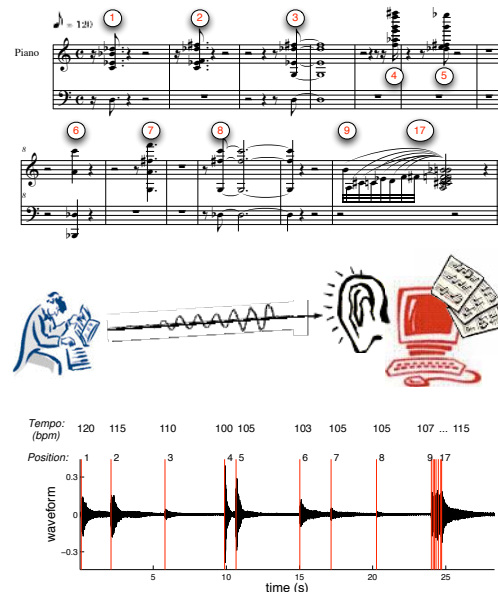 1 2 3
♪ = 120
Piano
4 5
6 7 8 9 17
8
8
Tempo: (bpm) 120 115 110 100 105 103 105 105 107 ... 115
Position: 1 2 3 4 5 6 7 8 9 17
waveform
0.3
0
−0.3
5 10 15 20 25
time (s)